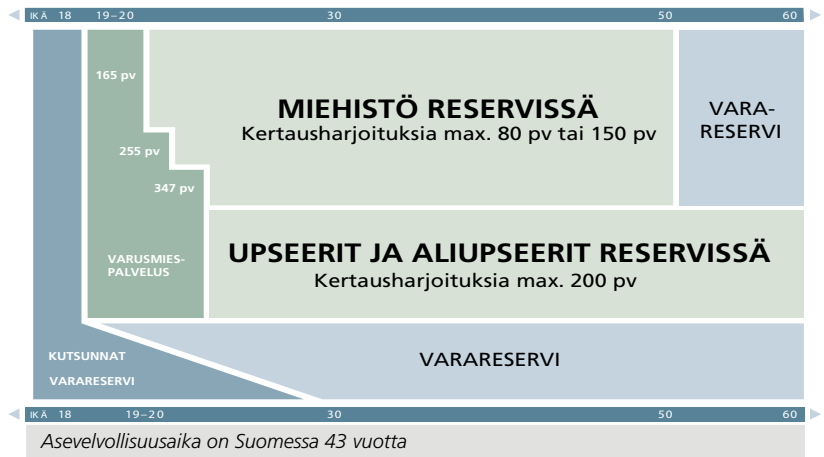 IKÄ 18 19–20 30 50 60
165 pv
MIEHISTÖ RESERVISSÄ
Kertausharjoituksia max. 80 pv tai 150 pv
VARA-
RESERVI
255 pv
347 pv
VARUSMIES-
PALVELUS
UPSEERIT JA ALIUPSEERIT RESERVISSÄ
Kertausharjoituksia max. 200 pv
KUTSUNNAT
VARARESERVI
VARARESERVI
IKÄ 18 19–20 30 50 60
Asevelvollisuusaika on Suomessa 43 vuotta